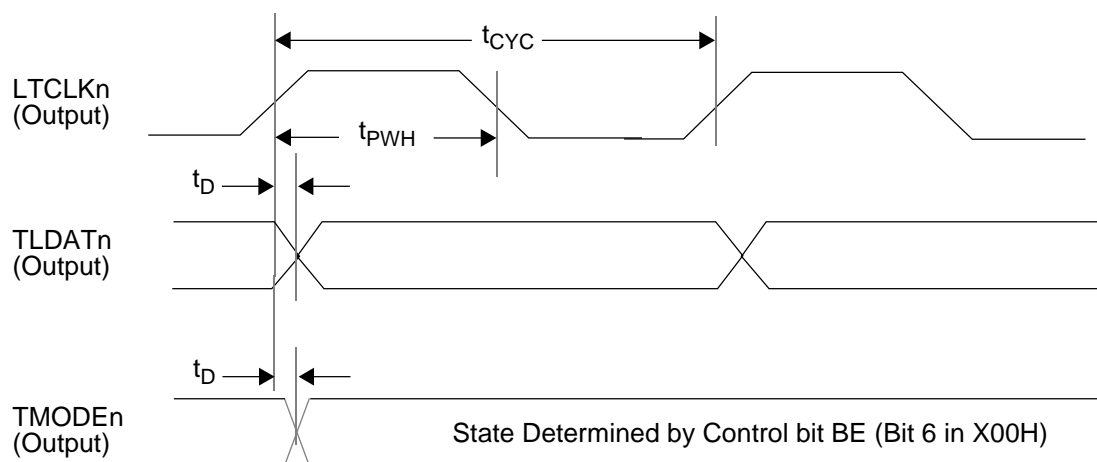 tCYC
LTCLKn
(Output)
tPWH
tD
TLDATn
(Output)
tD
TMODEn
(Output)
State Determined by Control bit BE (Bit 6 in X00H)